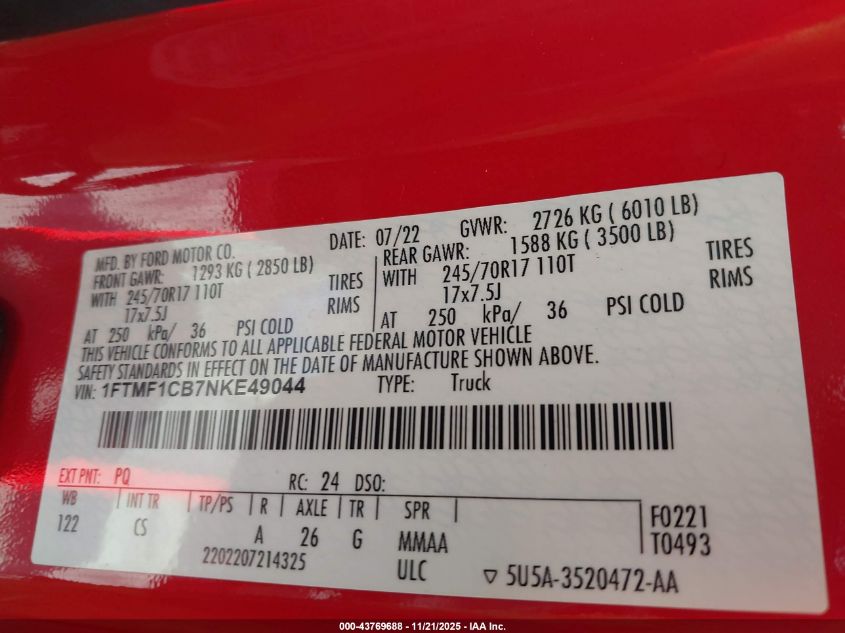 MFD. BY FORD MOTOR CO. DATE: 07/22 GVWR: 2726 KG ( 6010 LB)
FRONT GAWR: 1293 KG ( 2850 LB) REAR GAWR: 1588 KG ( 3500 LB)
WITH 245/70R17 110T TIRES WITH 245/70R17 110T TIRES
17x7.5J RIMS 17x7.5J RIMS
AT 250 kPa/ 36 PSI COLD AT 250 kPa/ 36 PSI COLD
THIS VEHICLE CONFORMS TO ALL APPLICABLE FEDERAL MOTOR VEHICLE
SAFETY STANDARDS IN EFFECT ON THE DATE OF MANUFACTURE SHOWN ABOVE.
VIN: 1FTMF1CB7NKE49044 TYPE: Truck
EXT PNT: PQ RC: 24 DSO:
WB INT TR TP/PS R AXLE TR SPR F0221
122 CS A 26 G MMAA T0493
2202207214325 ULC ▽ 5U5A-3520472-AA
000-43769688 - 11/21/2025 - IAA Inc.